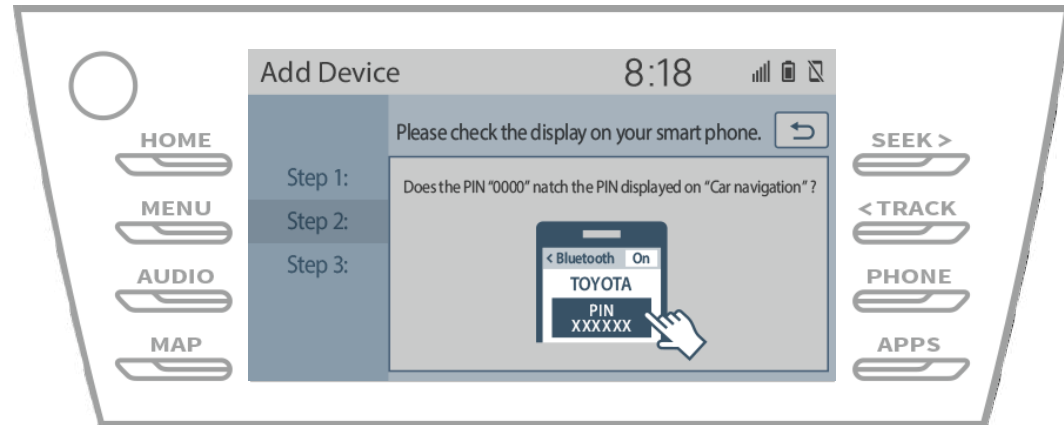 Add Device 8:18
HOME
MENU
AUDIO
MAP
Please check the display on your smart phone.
Step 1:
Step 2:
Step 3:
Does the PIN "0000" natch the PIN displayed on "Car navigation" ?
< Bluetooth On
TOYOTA
PIN
XXXXXX
SEEK >
< TRACK
PHONE
APPS